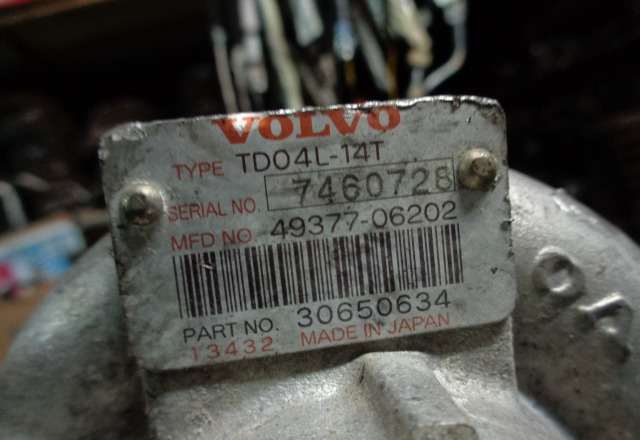 VOLVO
TYPE TD04L-14T
SERIAL NO. 7460728
MFD NO. 49377-06202
PART NO. 30650634
13432 MADE IN JAPAN